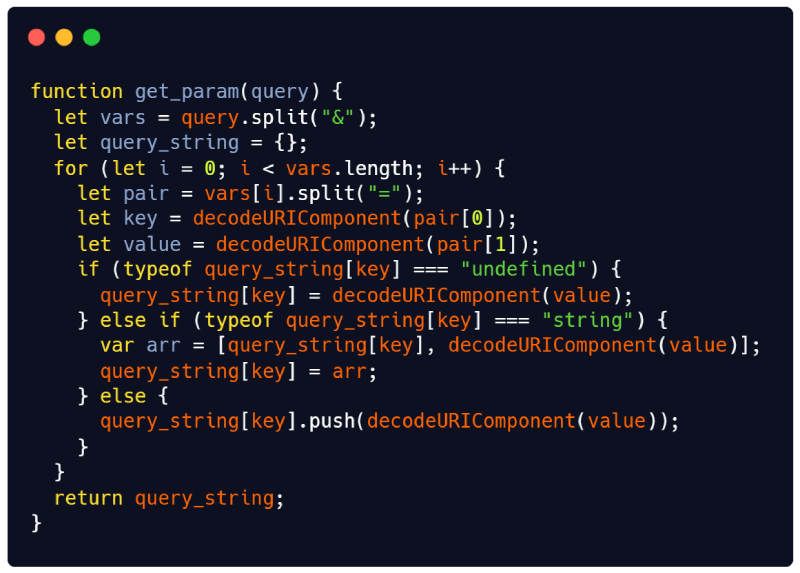 function get_param(query) {
  let vars = query.split("&");
  let query_string = {};
  for (let i = 0; i < vars.length; i++) {
    let pair = vars[i].split("=");
    let key = decodeURIComponent(pair[0]);
    let value = decodeURIComponent(pair[1]);
    if (typeof query_string[key] === "undefined") {
      query_string[key] = decodeURIComponent(value);
    } else if (typeof query_string[key] === "string") {
      var arr = [query_string[key], decodeURIComponent(value)];
      query_string[key] = arr;
    } else {
      query_string[key].push(decodeURIComponent(value));
    }
  }
  return query_string;
}